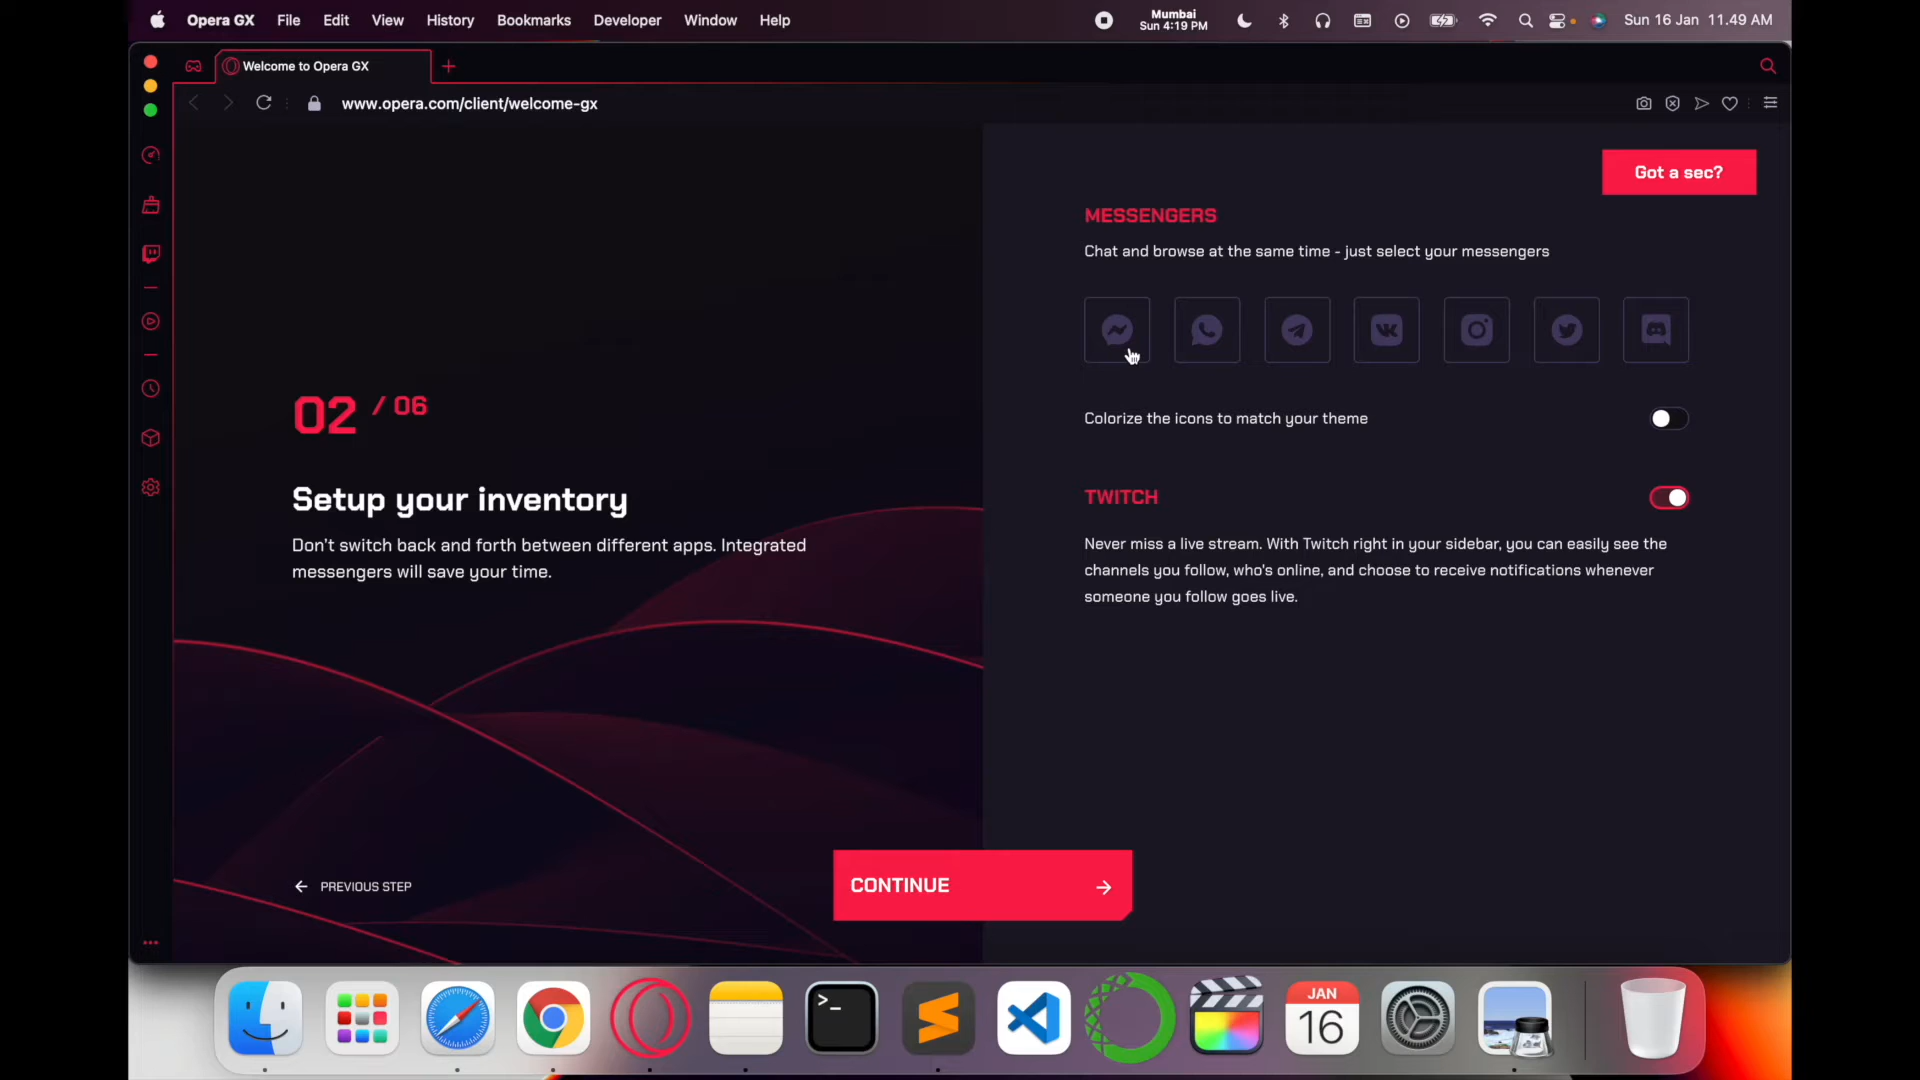 Opera GX File Edit View History Bookmarks Developer Window Help
Mumbai
Sun 4:19 PM
Sun 16 Jan 11.49 AM
Welcome to Opera GX
www.opera.com/client/welcome-gx
Got a sec?
02 / 06
Setup your inventory
Don't switch back and forth between different apps. Integrated
messengers will save your time.
PREVIOUS STEP
MESSENGERS
Chat and browse at the same time - just select your messengers
Colorize the icons to match your theme
TWITCH
Never miss a live stream. With Twitch right in your sidebar, you can easily see the
channels you follow, who's online, and choose to receive notifications whenever
someone you follow goes live.
CONTINUE
JAN
16